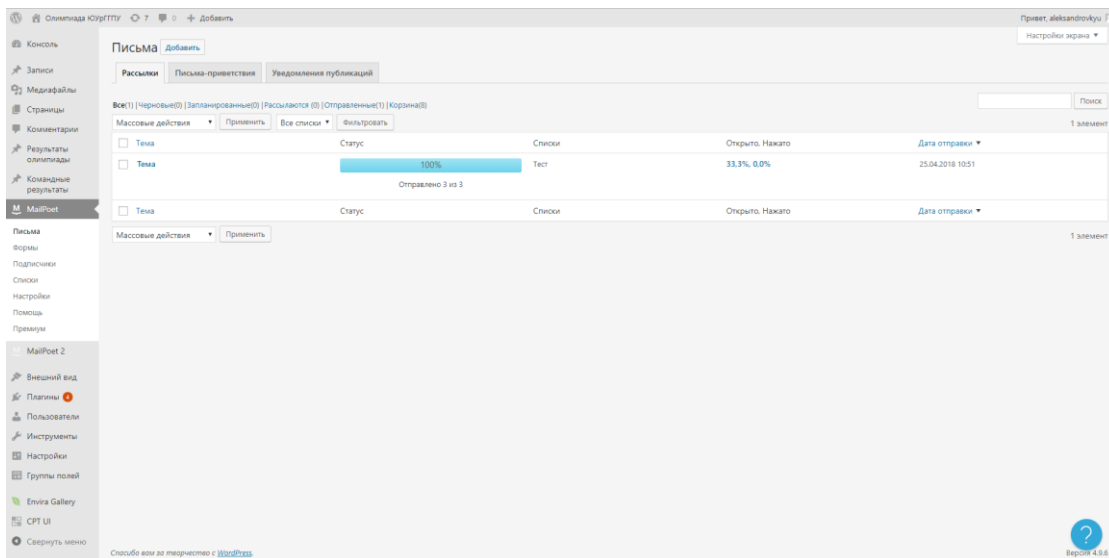 Олимпиада ЮУрГГПУ 7 0 + Добавить Привет, aleksandrovkyu
Настройки экрана ▼
Консоль
Записи
Медиафайлы
Страницы
Комментарии
Результаты
олимпиады
Командные
результаты
MailPoet
Письма
Формы
Подписчики
Списки
Настройки
Помощь
Премиум
MailPoet 2
Внешний вид
Плагины 4
Пользователи
Инструменты
Настройки
Группы полей
Envira Gallery
CPT UI
Свернуть меню
Письма Добавить
Рассылки Письма-приветствия Уведомления публикаций
Все(1) |Черновые(0) |Запланированные(0) |Рассылаются (0) |Отправленные(1) |Корзина(8) Поиск
Массовые действия ▼ Применить Все списки ▼ Фильтровать 1 элемент
Тема Статус Списки Открыто, Нажато Дата отправки ▼
Тема 100% Тест 33,3%, 0,0% 25.04.2018 10:51
Отправлено 3 из 3
Тема Статус Списки Открыто, Нажато Дата отправки ▼
Массовые действия ▼ Применить 1 элемент
Спасибо вам за творчество с WordPress. Версия 4.9.6
?